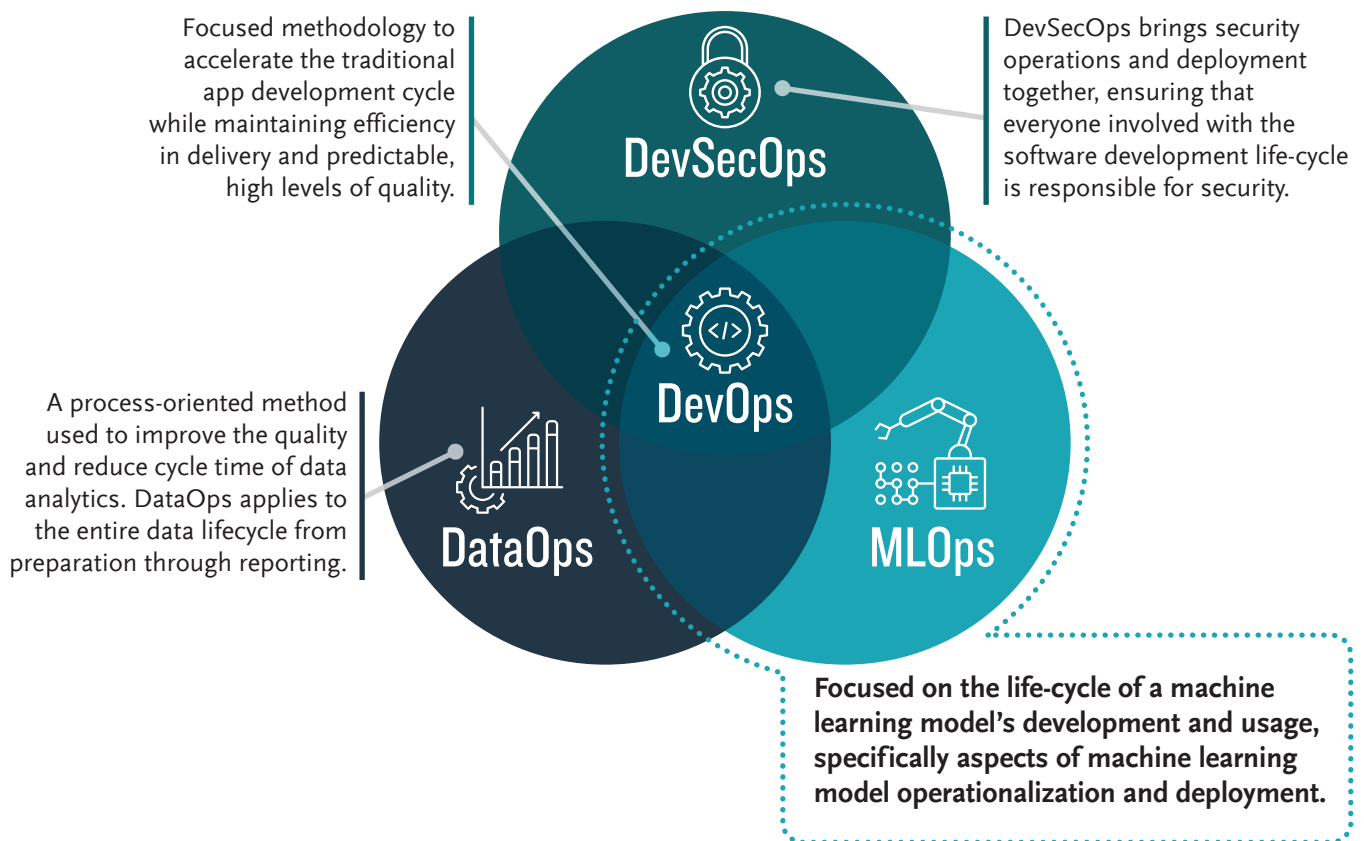 Focused methodology to
accelerate the traditional
app development cycle
while maintaining efficiency
in delivery and predictable,
high levels of quality.
DevSecOps
DevSecOps brings security
operations and deployment
together, ensuring that
everyone involved with the
software development life-cycle
is responsible for security.
</>
DevOps
A process-oriented method
used to improve the quality
and reduce cycle time of data
analytics. DataOps applies to
the entire data lifecycle from
preparation through reporting.
DataOps
MLOps
Focused on the life-cycle of a machine
learning model’s development and usage,
specifically aspects of machine learning
model operationalization and deployment.